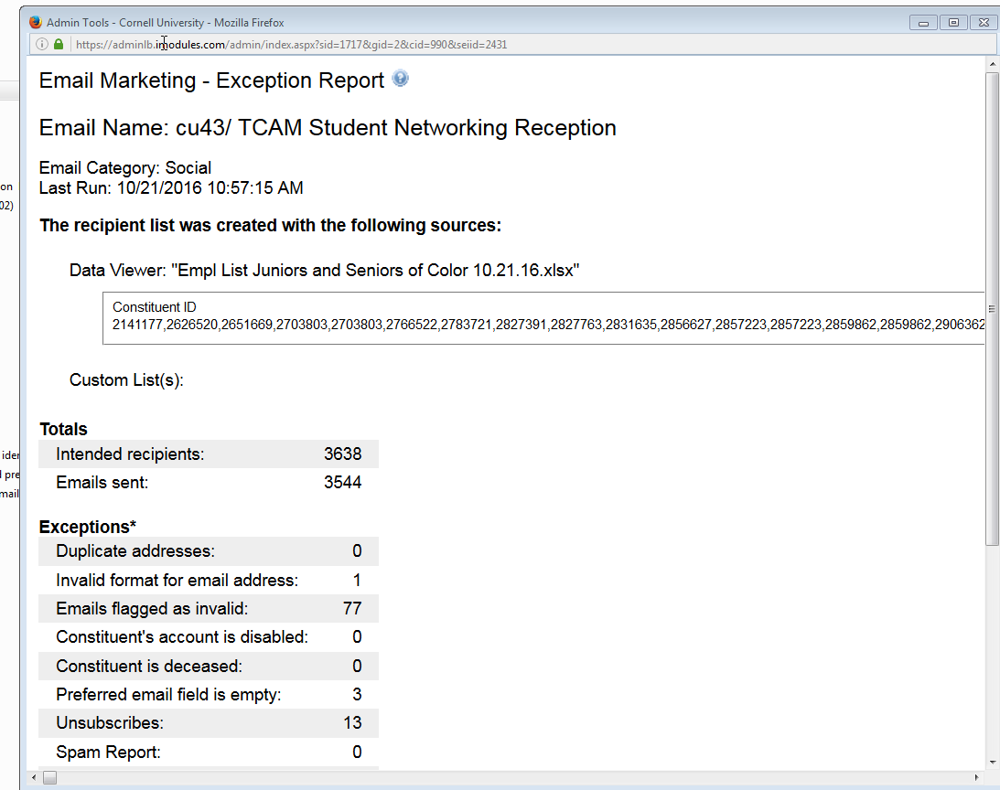 Admin Tools - Cornell University - Mozilla Firefox
https://adminlb.imodules.com/admin/index.aspx?sid=1717&gid=2&cid=990&seiid=2431
Email Marketing - Exception Report ?
Email Name: cu43/ TCAM Student Networking Reception
Email Category: Social
on
Last Run: 10/21/2016 10:57:15 AM
02)
The recipient list was created with the following sources:
Data Viewer: "Empl List Juniors and Seniors of Color 10.21.16.xlsx"
Constituent ID
2141177,2626520,2651669,2703803,2703803,2766522,2783721,2827391,2827763,2831635,2856627,2857223,2857223,2859862,2859862,2906362
Custom List(s):
Totals
Intended recipients: 3638
ider
l pre
Emails sent: 3544
mail
Exceptions*
Duplicate addresses: 0
Invalid format for email address: 1
Emails flagged as invalid: 77
Constituent's account is disabled: 0
Constituent is deceased: 0
Preferred email field is empty: 3
Unsubscribes: 13
Spam Report: 0